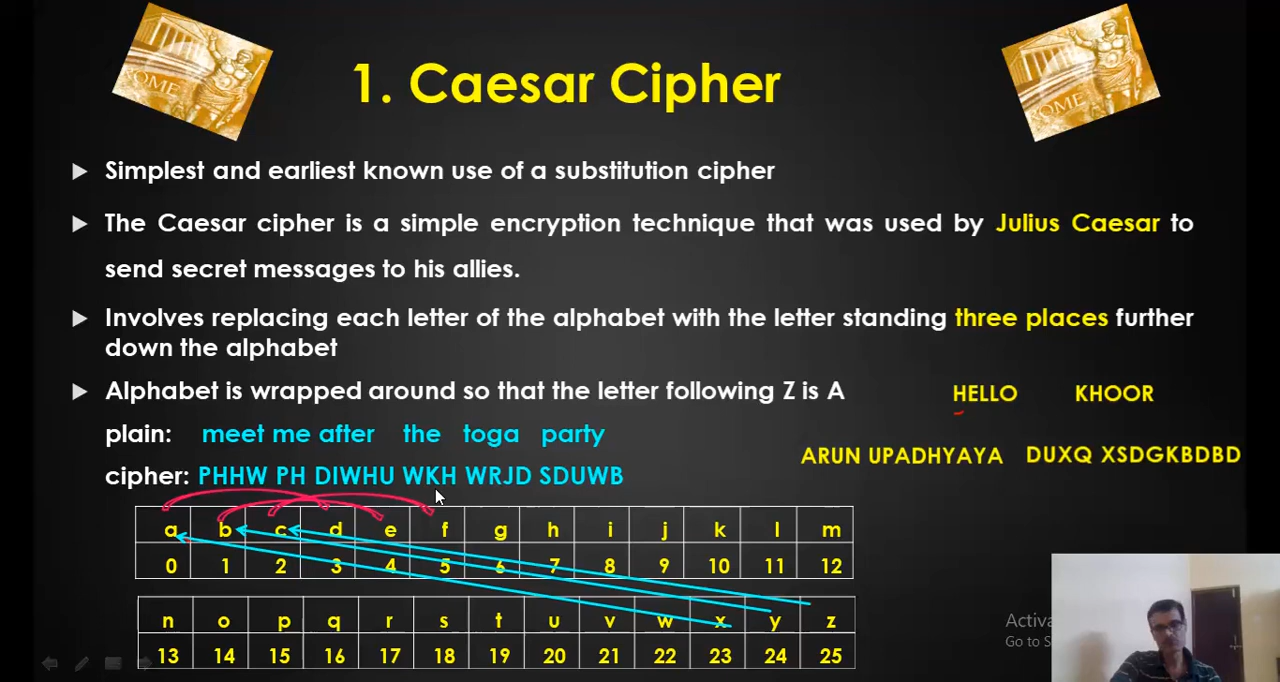 1. Caesar Cipher
ROME
ROME
Simplest and earliest known use of a substitution cipher
The Caesar cipher is a simple encryption technique that was used by Julius Caesar to
send secret messages to his allies.
Involves replacing each letter of the alphabet with the letter standing three places further
down the alphabet
Alphabet is wrapped around so that the letter following Z is A
HELLO KHOOR
plain: meet me after the toga party
ARUN UPADHYAYA DUXQ XSDGKBDBD
cipher: PHHW PH DIWHU WKH WRJD SDUWB
a b c d e f g h i j k l m
0 1 2 3 4 5 6 7 8 9 10 11 12
n o p q r s t u v w x y z
13 14 15 16 17 18 19 20 21 22 23 24 25
Activa
Go to S